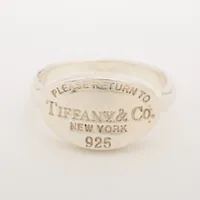 PLEASE RETURN TO
TIFFANY & CO.
NEW YORK
925